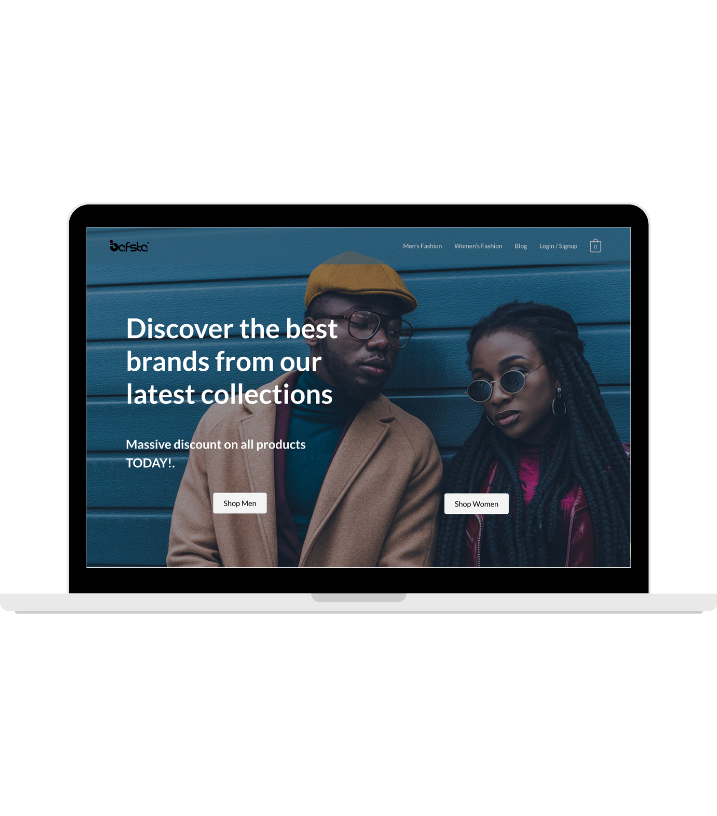 bafsta
Men's Fashion
Women's Fashion
Blog
Login / Signup
0
Discover the best
brands from our
latest collections
Massive discount on all products
TODAY!.
Shop Men
Shop Women